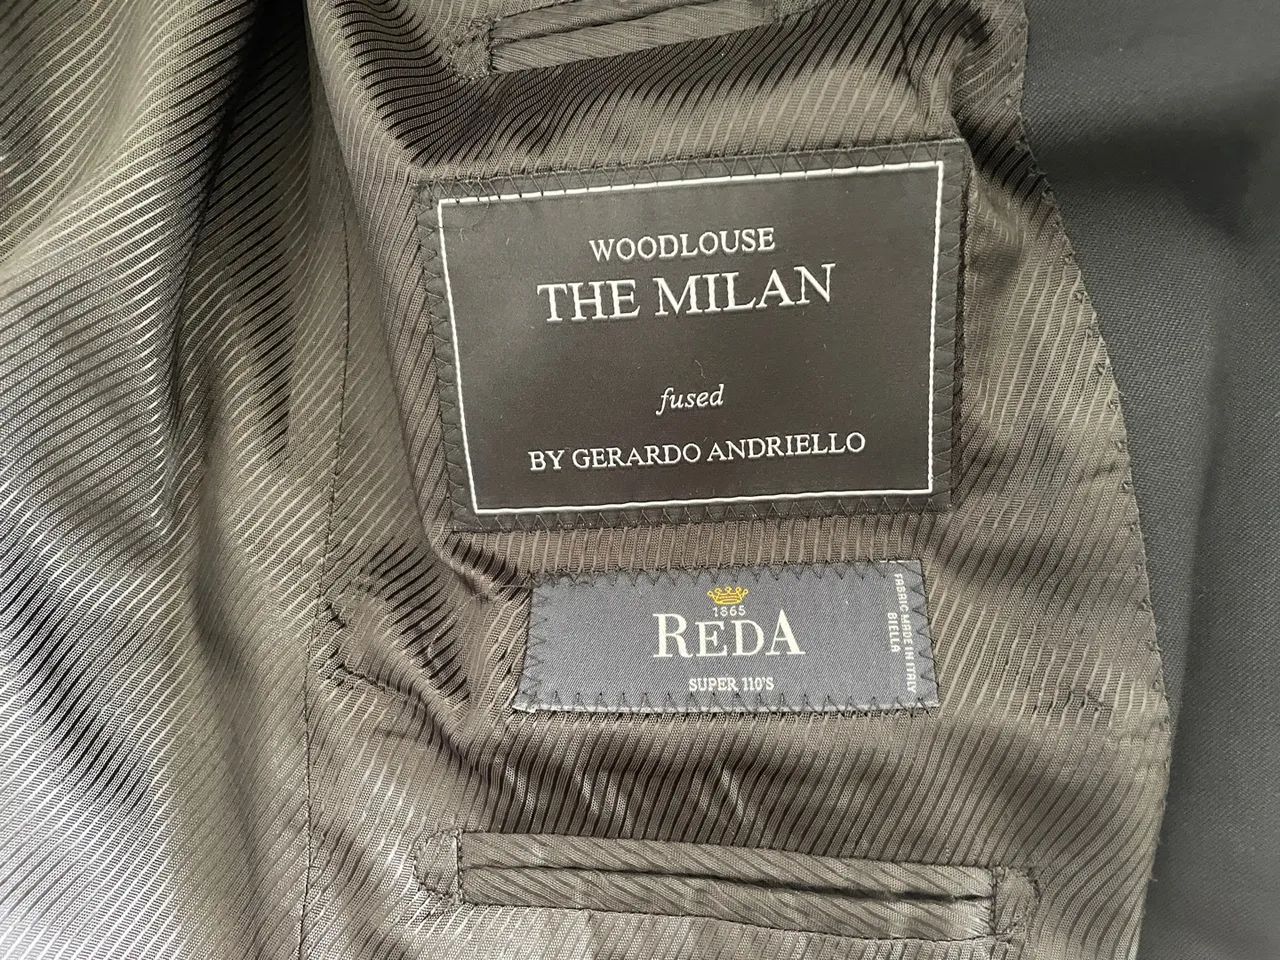 WOODLOUSE
THE MILAN
fused
BY GERARDO ANDRIELLO
1865
REDA
SUPER 110'S
FABRIC MADE IN ITALY
BIELLA